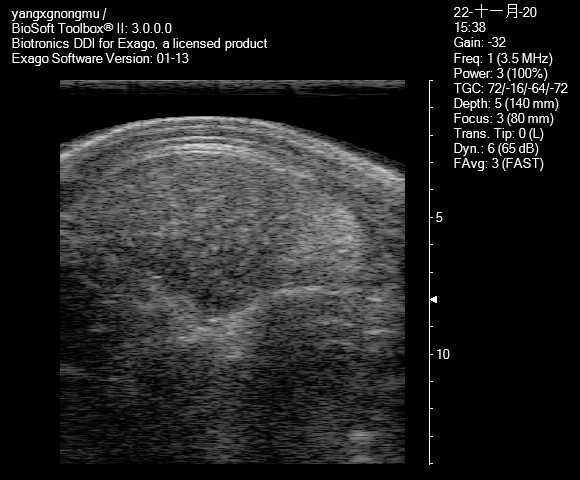 yangxgnongmu /
BioSoft Toolbox® II: 3.0.0.0
Biotronics DDI for Exago, a licensed product
Exago Software Version: 01-13
22-十一月-20
15:38
Gain: -32
Freq: 1 (3.5 MHz)
Power: 3 (100%)
TGC: 72/-16/-64/-72
Depth: 5 (140 mm)
Focus: 3 (80 mm)
Trans. Tip: 0 (L)
Dyn.: 6 (65 dB)
FAvg: 3 (FAST)
5
10